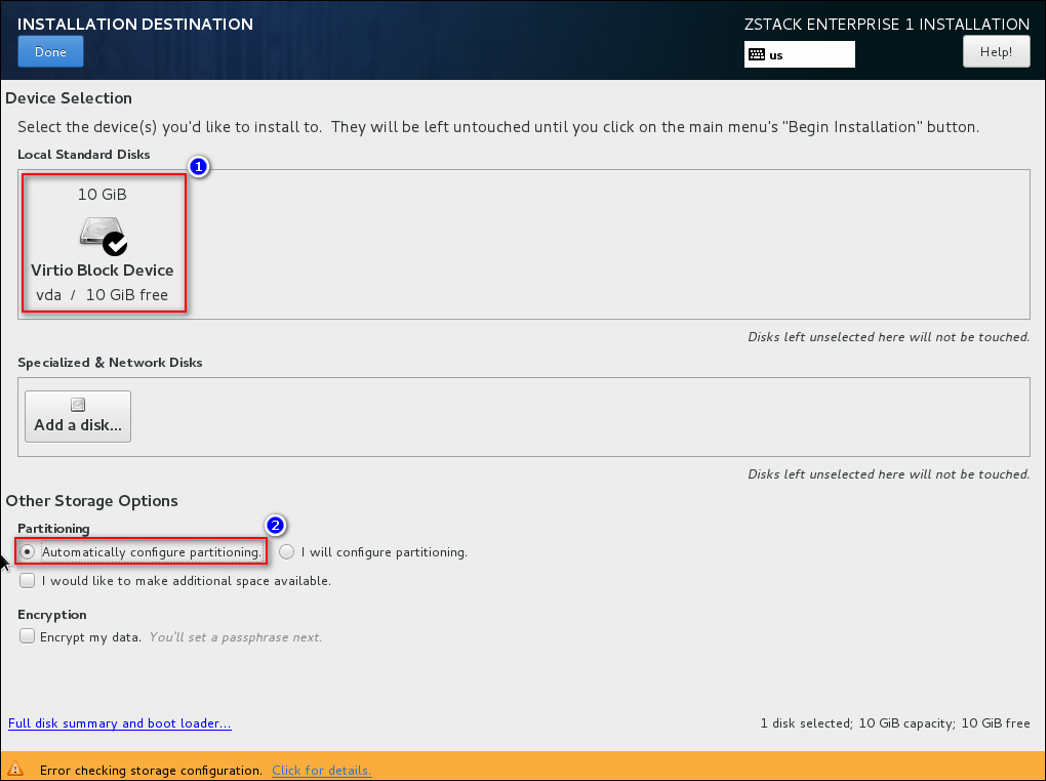 INSTALLATION DESTINATION
ZSTACK ENTERPRISE 1 INSTALLATION
Done
us
Help!
Device Selection
Select the device(s) you'd like to install to.  They will be left untouched until you click on the main menu's "Begin Installation" button.
Local Standard Disks
1
10 GiB
Virtio Block Device
vda / 10 GiB free
Disks left unselected here will not be touched.
Specialized & Network Disks
Add a disk...
Disks left unselected here will not be touched.
Other Storage Options
Partitioning
2
Automatically configure partitioning. I will configure partitioning.
I would like to make additional space available.
Encryption
Encrypt my data. You'll set a passphrase next.
Full disk summary and boot loader...
1 disk selected; 10 GiB capacity; 10 GiB free
Error checking storage configuration. Click for details.